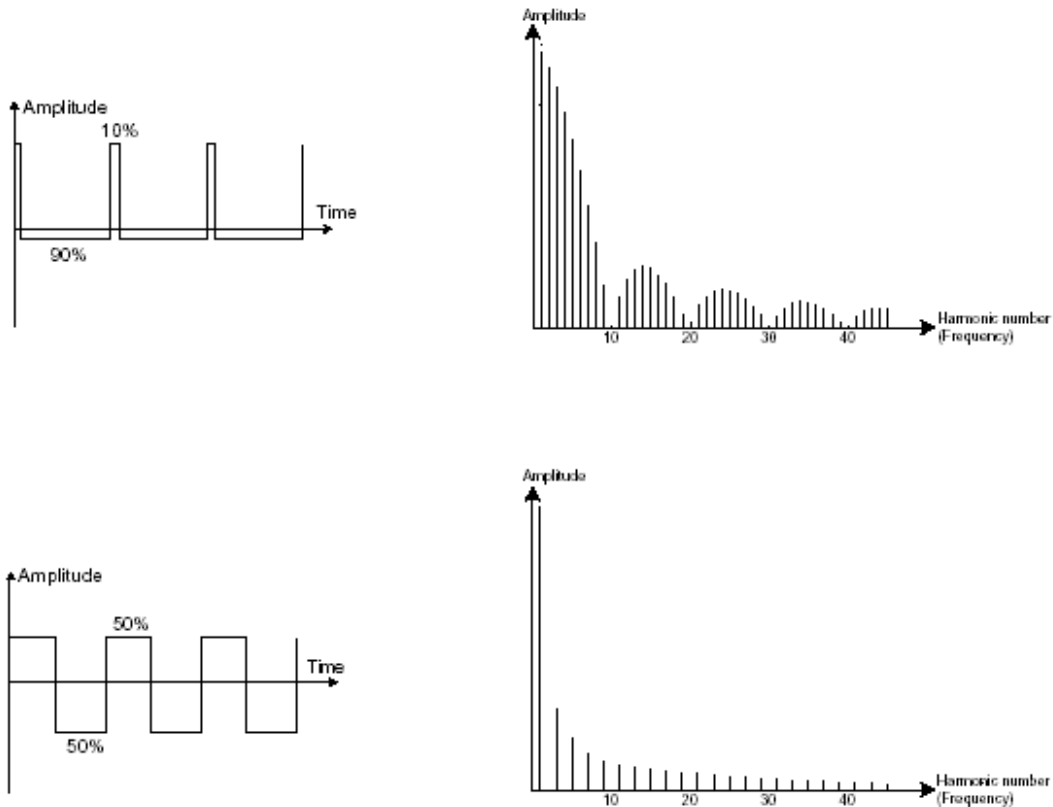 Amplitude
10%
Time
90%
Amplitude
Harmonic number
(Frequency)
10 20 30 40
Amplitude
50%
Time
50%
Amplitude
Harmonic number
(Frequency)
10 20 30 40